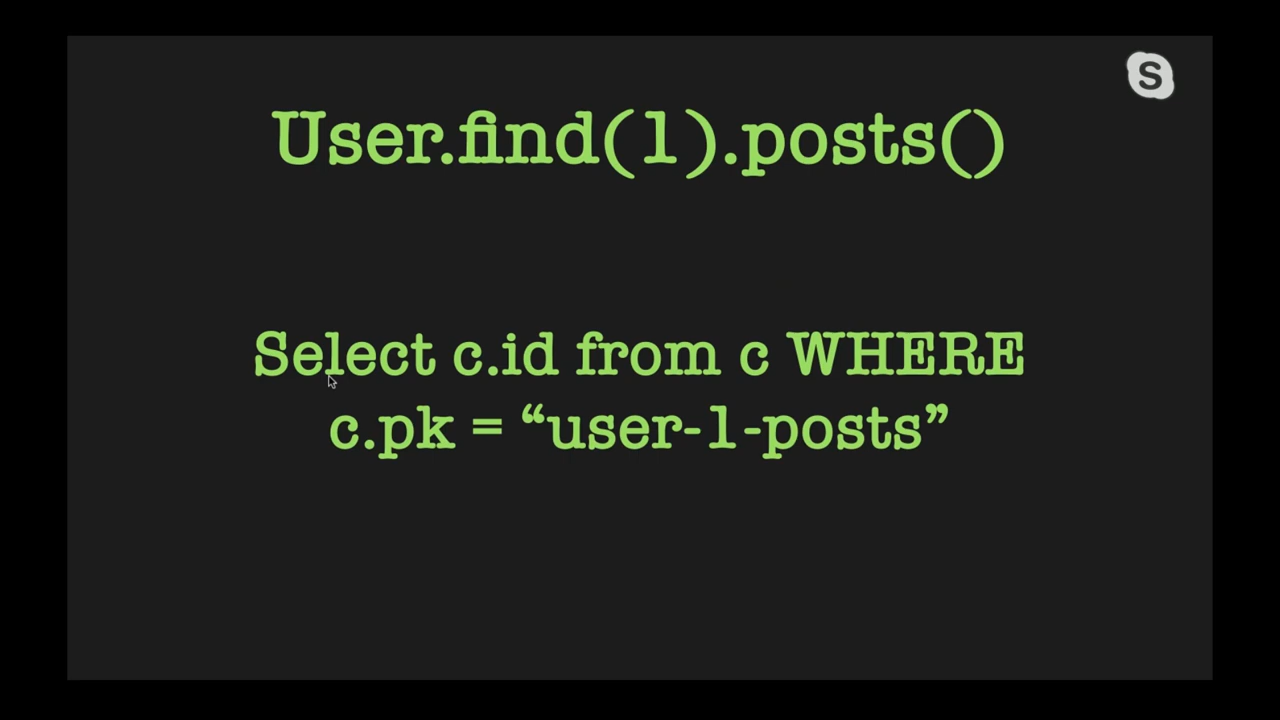 S
User.find(1).posts()
Select c.id from c WHERE
c.pk = “user-1-posts”